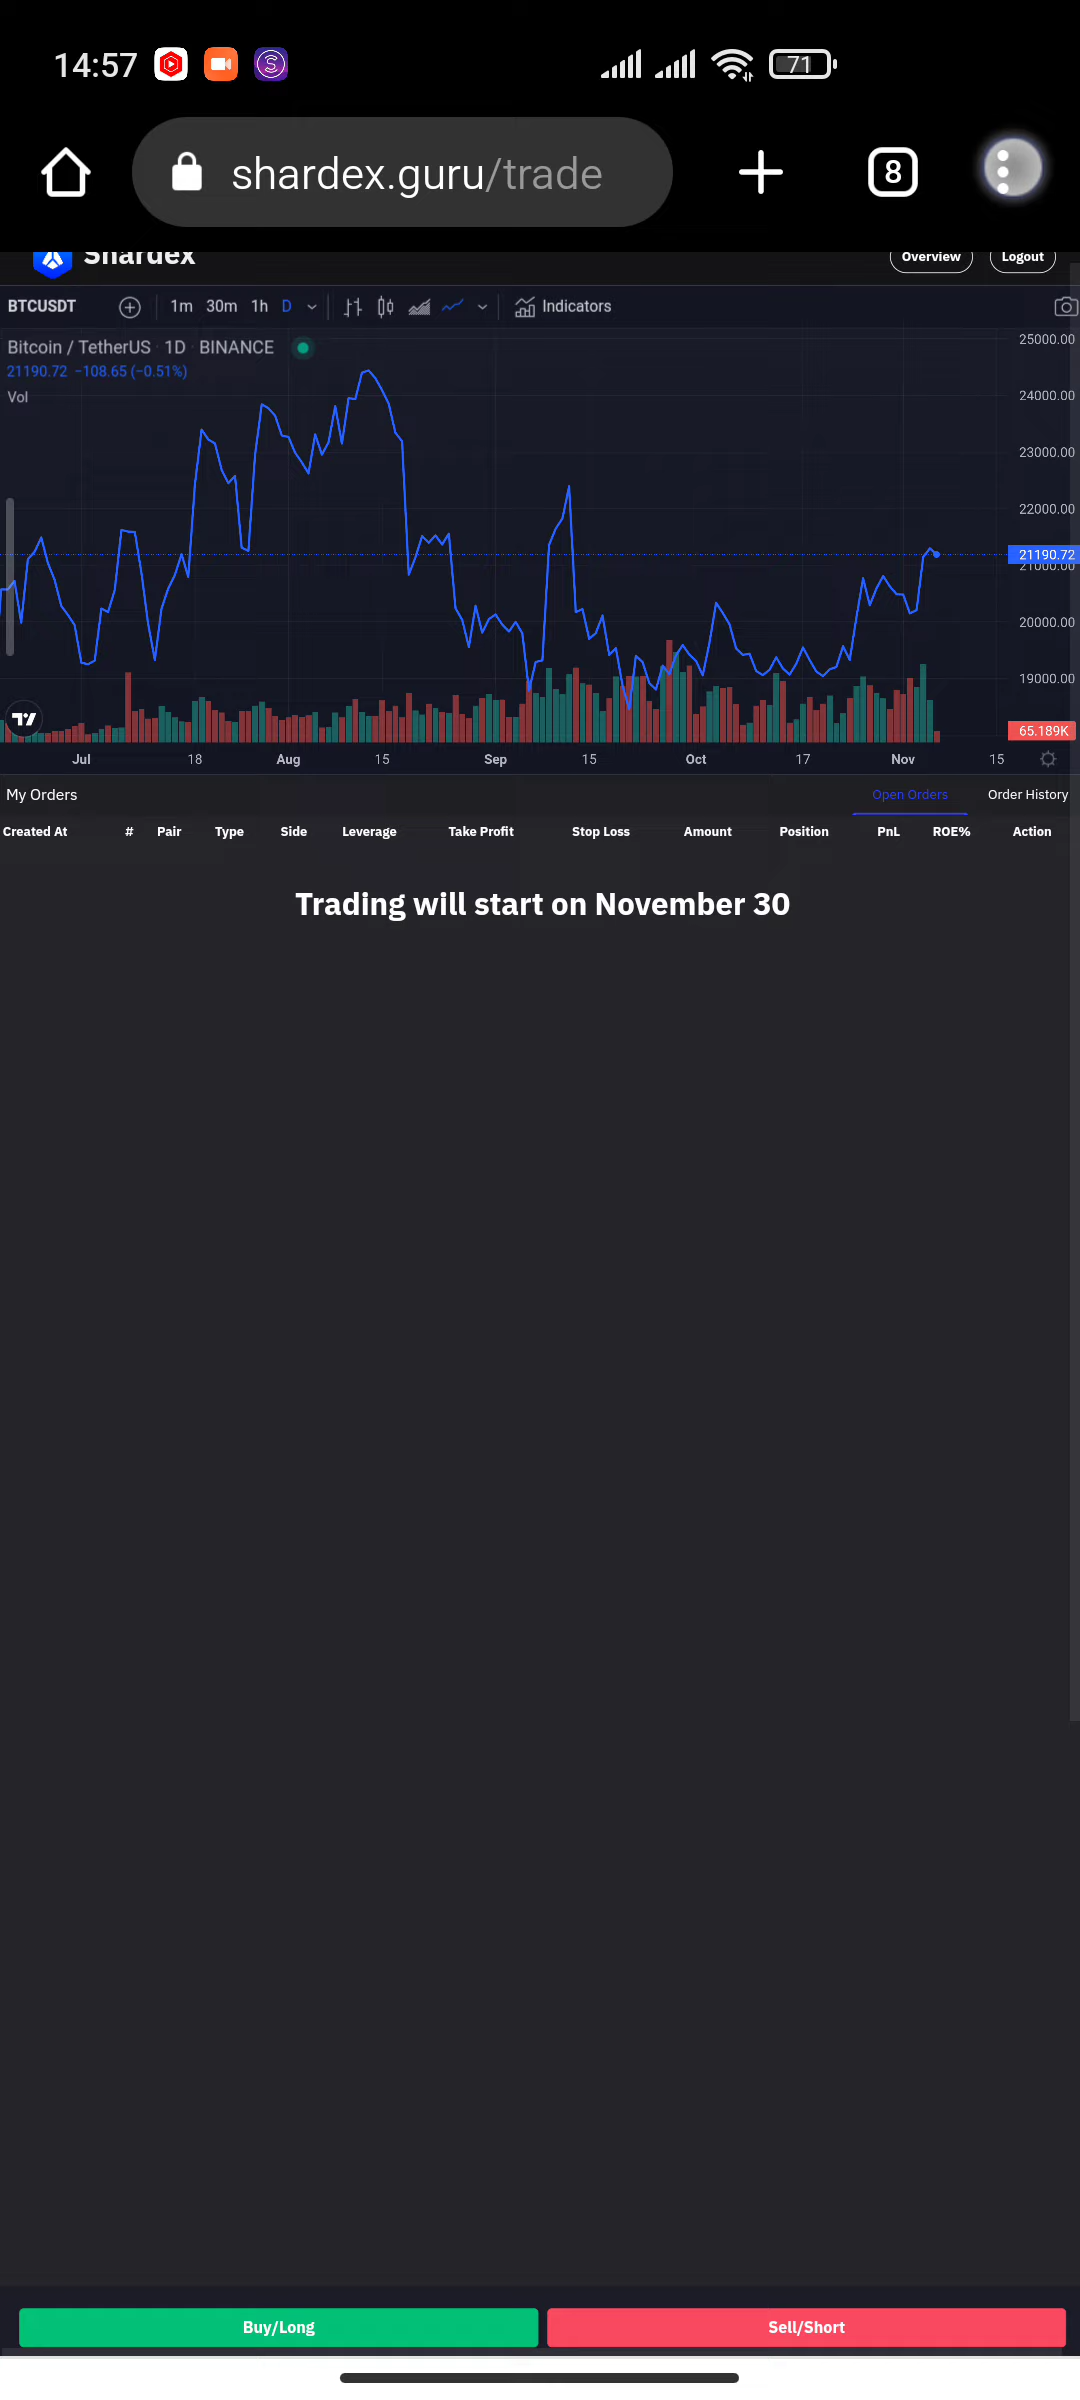 14:57
71
shardex.guru/trade
8
Shardex
Overview
Logout
BTCUSDT
1m 30m 1h D
Indicators
Bitcoin / TetherUS · 1D · BINANCE
21190.72 −108.65 (−0.51%)
Vol
25000.00
24000.00
23000.00
22000.00
21190.72
21000.00
20000.00
19000.00
65.189K
Jul 18 Aug 15 Sep 15 Oct 17 Nov 15
My Orders
Open Orders
Order History
Created At # Pair Type Side Leverage Take Profit Stop Loss Amount Position PnL ROE% Action
Trading will start on November 30
Buy/Long
Sell/Short